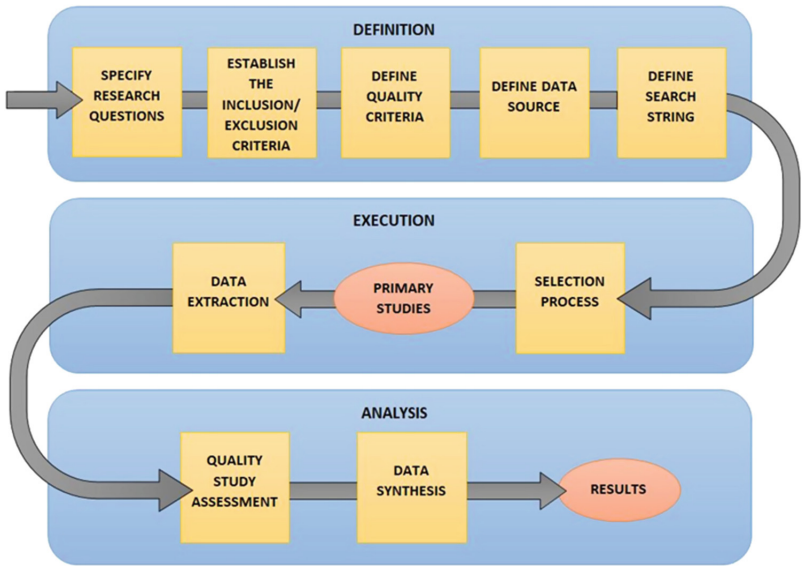 DEFINITION
SPECIFY
RESEARCH
QUESTIONS
ESTABLISH
THE
INCLUSION/
EXCLUSION
CRITERIA
DEFINE
QUALITY
CRITERIA
DEFINE DATA
SOURCE
DEFINE
SEARCH
STRING
EXECUTION
SELECTION
PROCESS
PRIMARY
STUDIES
DATA
EXTRACTION
ANALYSIS
QUALITY
STUDY
ASSESSMENT
DATA
SYNTHESIS
RESULTS